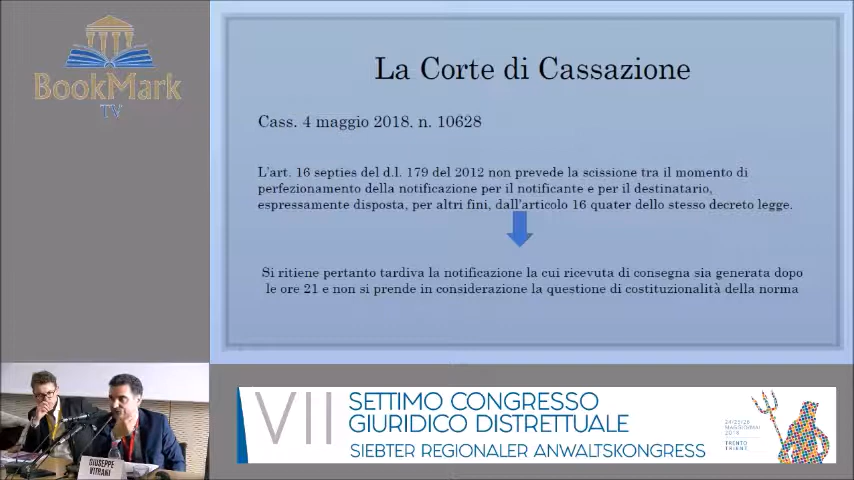 BookMark
TV
La Corte di Cassazione
Cass. 4 maggio 2018, n. 10628
L'art. 16 septies del d.l. 179 del 2012 non prevede la scissione tra il momento di
perfezionamento della notificazione per il notificante e per il destinatario,
espressamente disposta, per altri fini, dall'articolo 16 quater dello stesso decreto legge.
Si ritiene pertanto tardiva la notificazione la cui ricevuta di consegna sia generata dopo
le ore 21 e non si prende in considerazione la questione di costituzionalità della norma
GIUSEPPE
VITRANI
VII
SETTIMO CONGRESSO
GIURIDICO DISTRETTUALE
SIEBTER REGIONALER ANWALTSKONGRESS
TRENTO
TRIENT